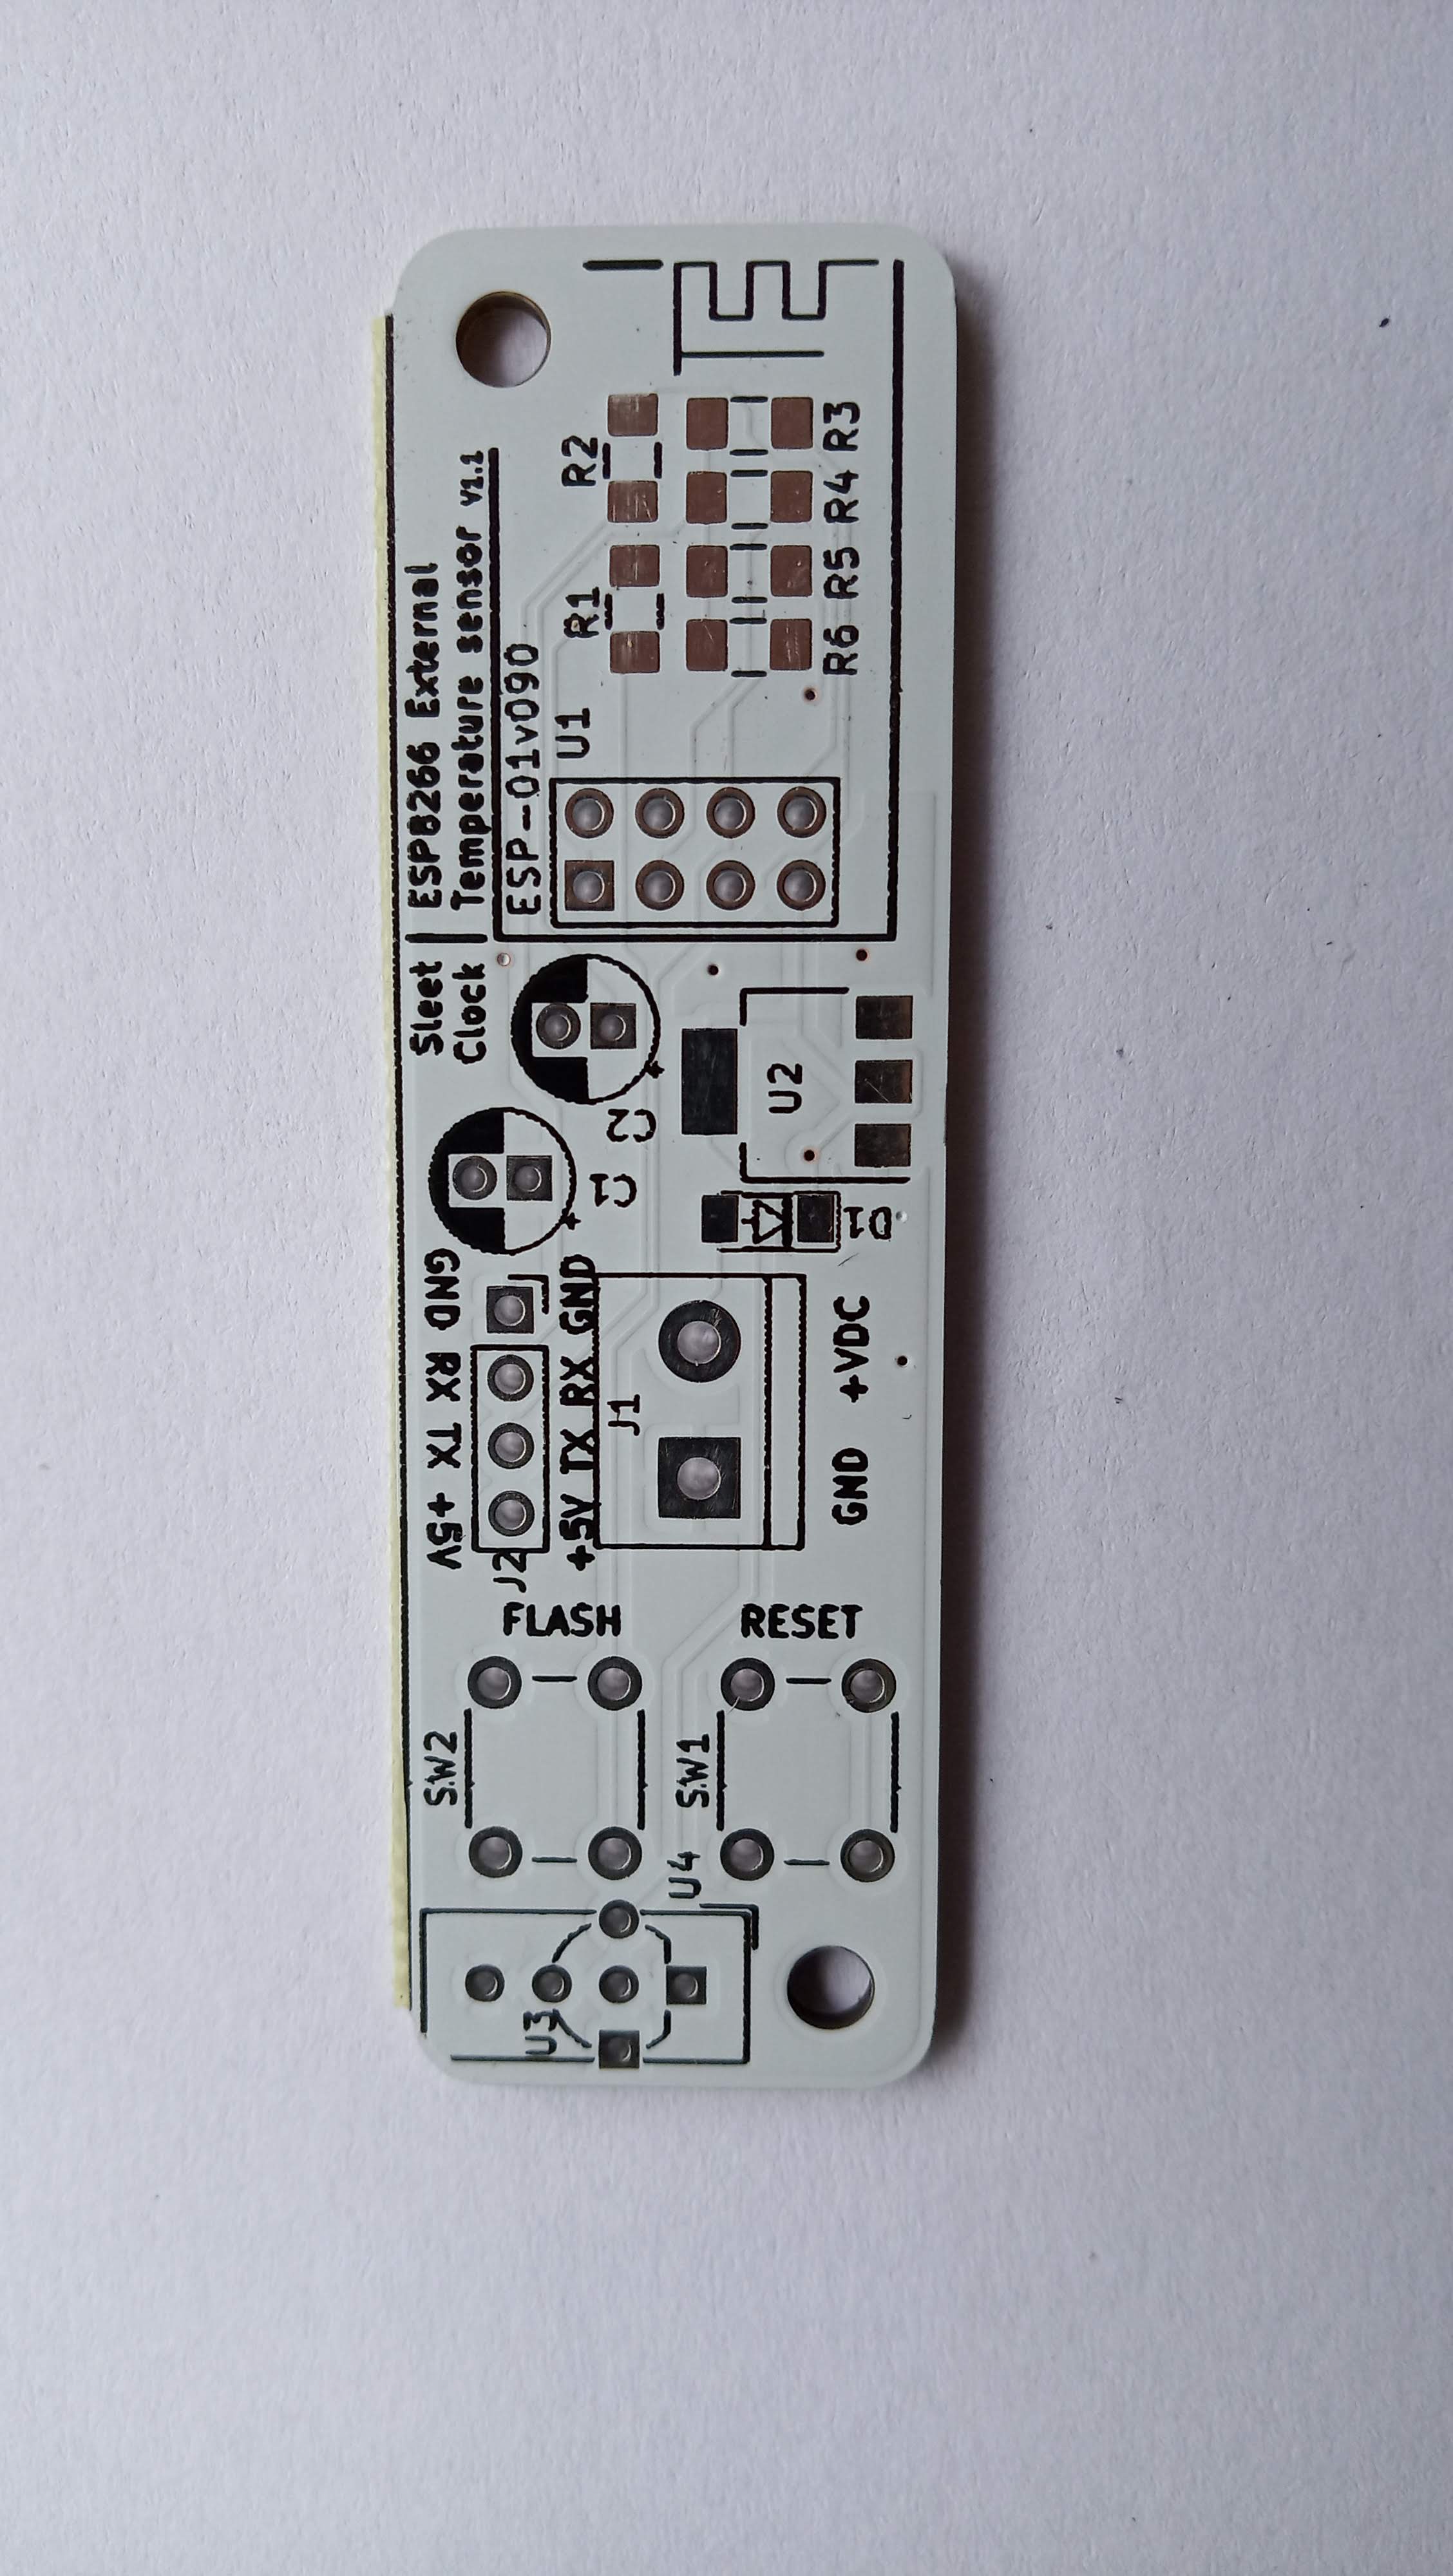 Sleet
Clock
ESP8266 External
Temperature sensor v1.1
SW2
+5V TX RX GND
J2
FLASH
U3
+5V TX RX GND
J1
C1
C2
ESP-01v090
U1
R1
R2
U4
SW1
RESET
U2
GND +VDC
D1
R6 R5 R4 R3